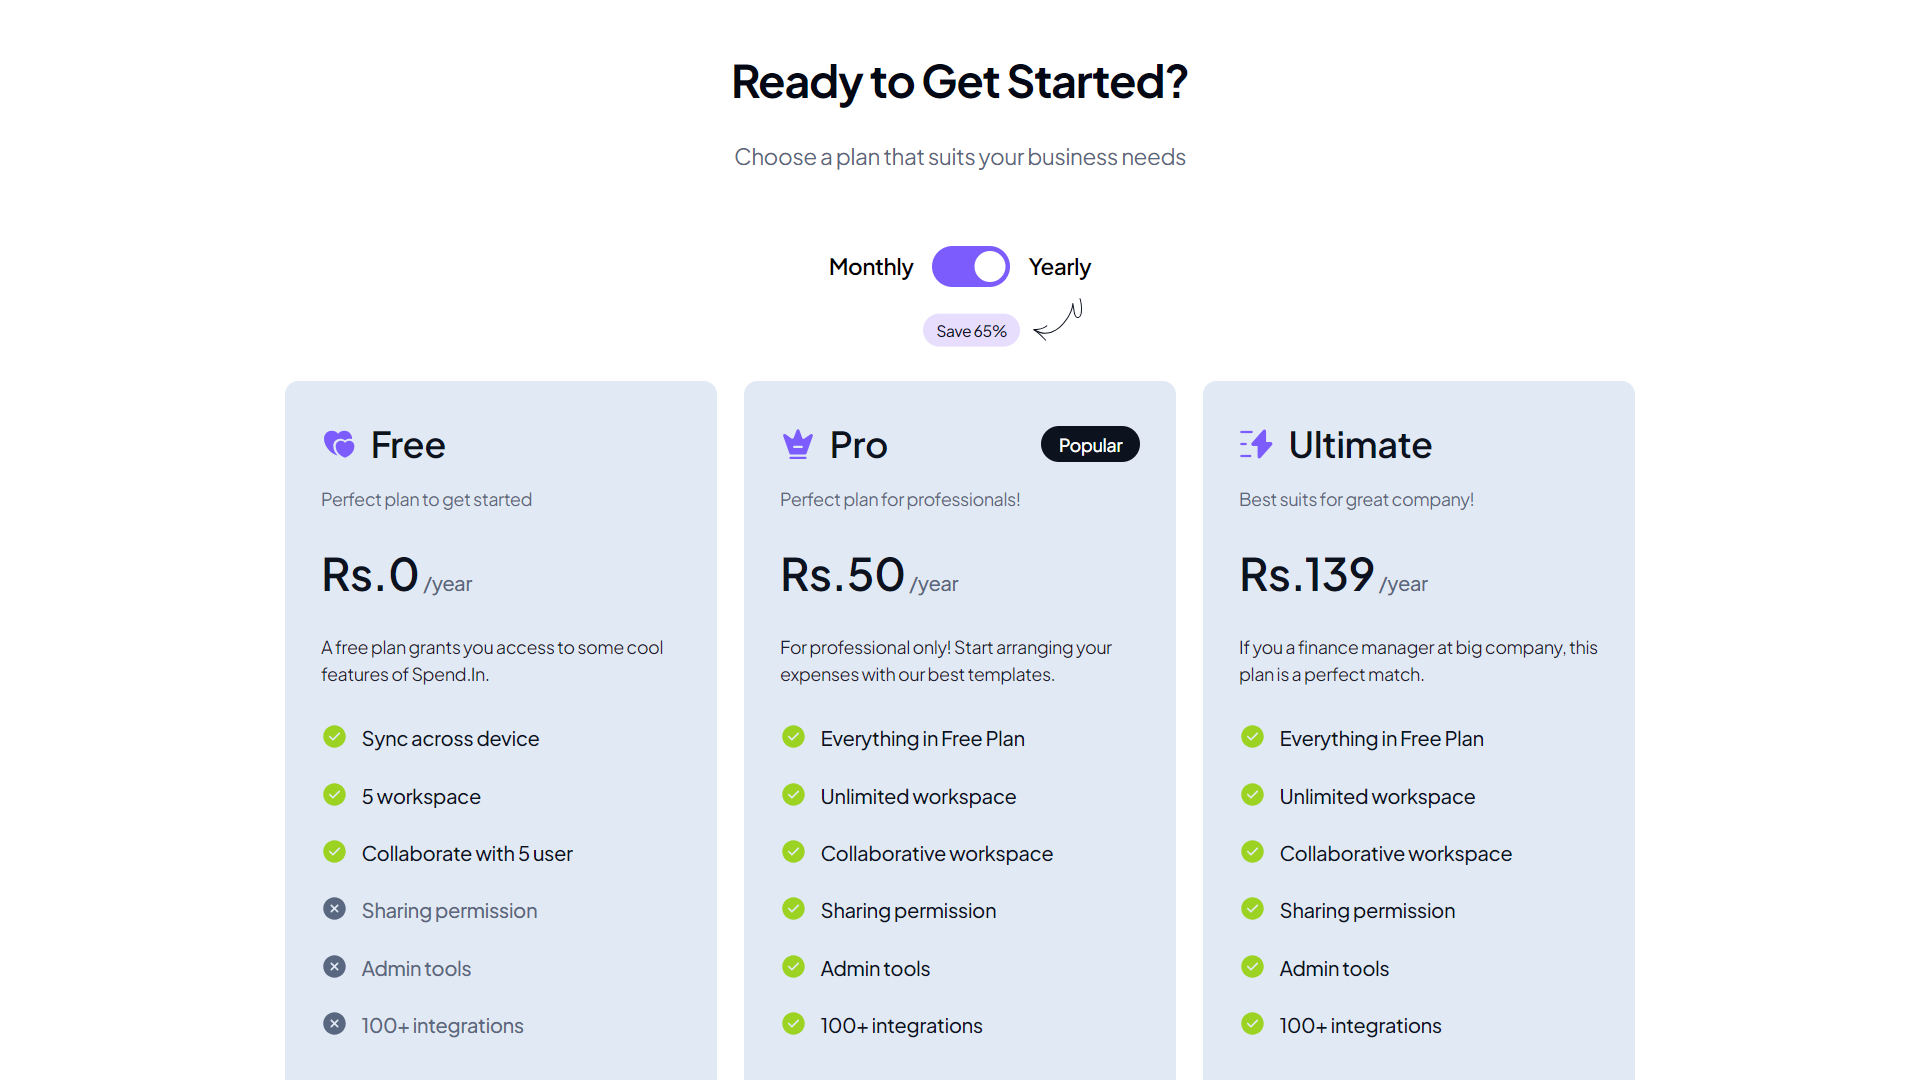 Ready to Get Started?
Choose a plan that suits your business needs
Monthly
Yearly
Save 65%
Free
Perfect plan to get started
Rs.0 /year
A free plan grants you access to some cool
features of Spend.In.
Sync across device
5 workspace
Collaborate with 5 user
Sharing permission
Admin tools
100+ integrations
Pro
Popular
Perfect plan for professionals!
Rs.50 /year
For professional only! Start arranging your
expenses with our best templates.
Everything in Free Plan
Unlimited workspace
Collaborative workspace
Sharing permission
Admin tools
100+ integrations
Ultimate
Best suits for great company!
Rs.139 /year
If you a finance manager at big company, this
plan is a perfect match.
Everything in Free Plan
Unlimited workspace
Collaborative workspace
Sharing permission
Admin tools
100+ integrations